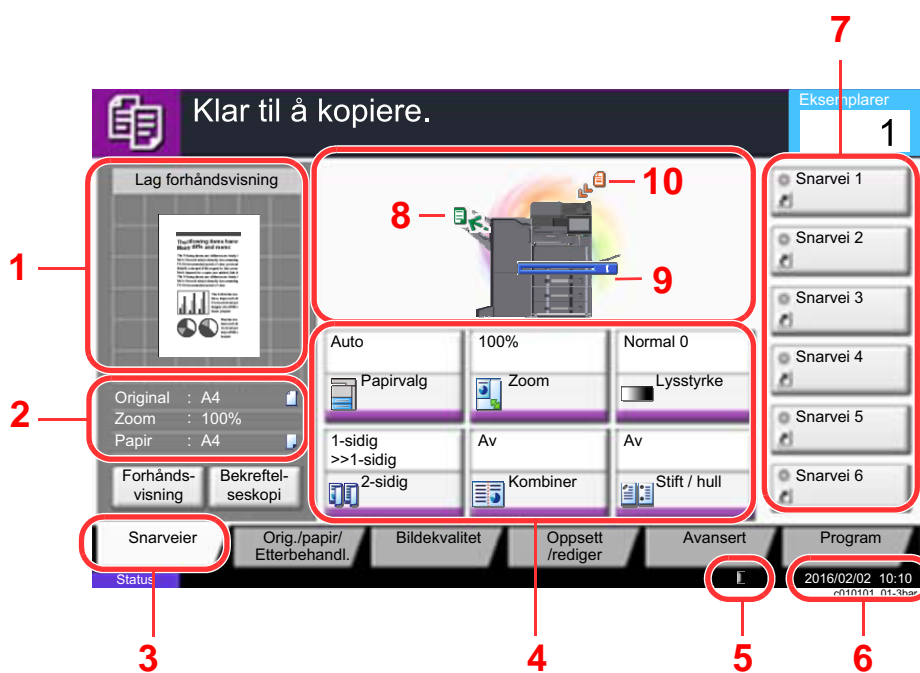 7
Klar til å kopiere.
Eksemplarer
1
Lag forhåndsvisning
1
8
10
9
Snarvei 1
Snarvei 2
Snarvei 3
Snarvei 4
Snarvei 5
Snarvei 6
2
Original : A4
Zoom : 100%
Papir : A4
Forhånds-
visning
Bekreftel-
seskopi
Auto
Papirvalg
100%
Zoom
Normal 0
Lysstyrke
1-sidig
>>1-sidig
2-sidig
Av
Kombiner
Av
Stift / hull
Snarveier
Orig./papir/
Etterbehandl.
Bildekvalitet
Oppsett
/rediger
Avansert
Program
Status
2016/02/02 10:10
3
4
5
6